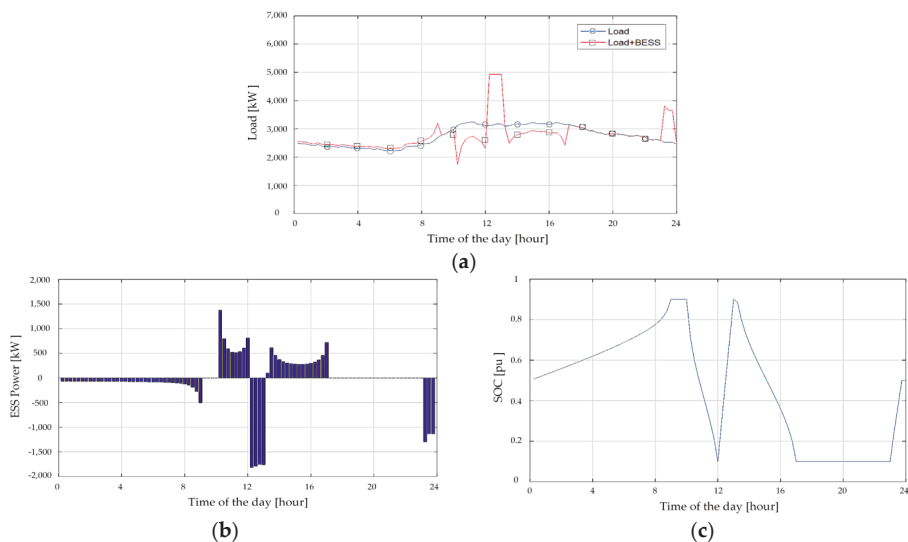 7,000
6,000
5,000
4,000
3,000
2,000
1,000
0
Load [kW]
Load
Load+BESS
0 4 8 12 16 20 24
Time of the day [hour]
(a)
2,000
1,500
1,000
500
0
-500
-1,000
-1,500
-2,000
ESS Power [kW]
0 4 8 12 16 20 24
Time of the day [hour]
(b)
1
0.8
0.6
0.4
0.2
0
SOC [pu]
0 4 8 12 16 20 24
Time of the day [hour]
(c)